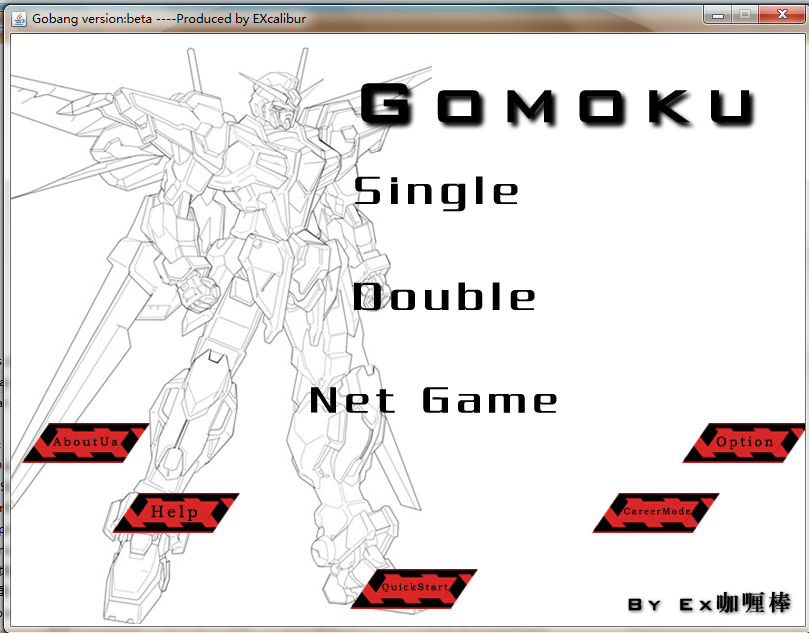 Gobang version:beta ----Produced by EXcalibur
Gomoku
Single
Double
Net Game
AboutUs
Option
Help
CareerMode
QuickStart
By Ex咖喱棒